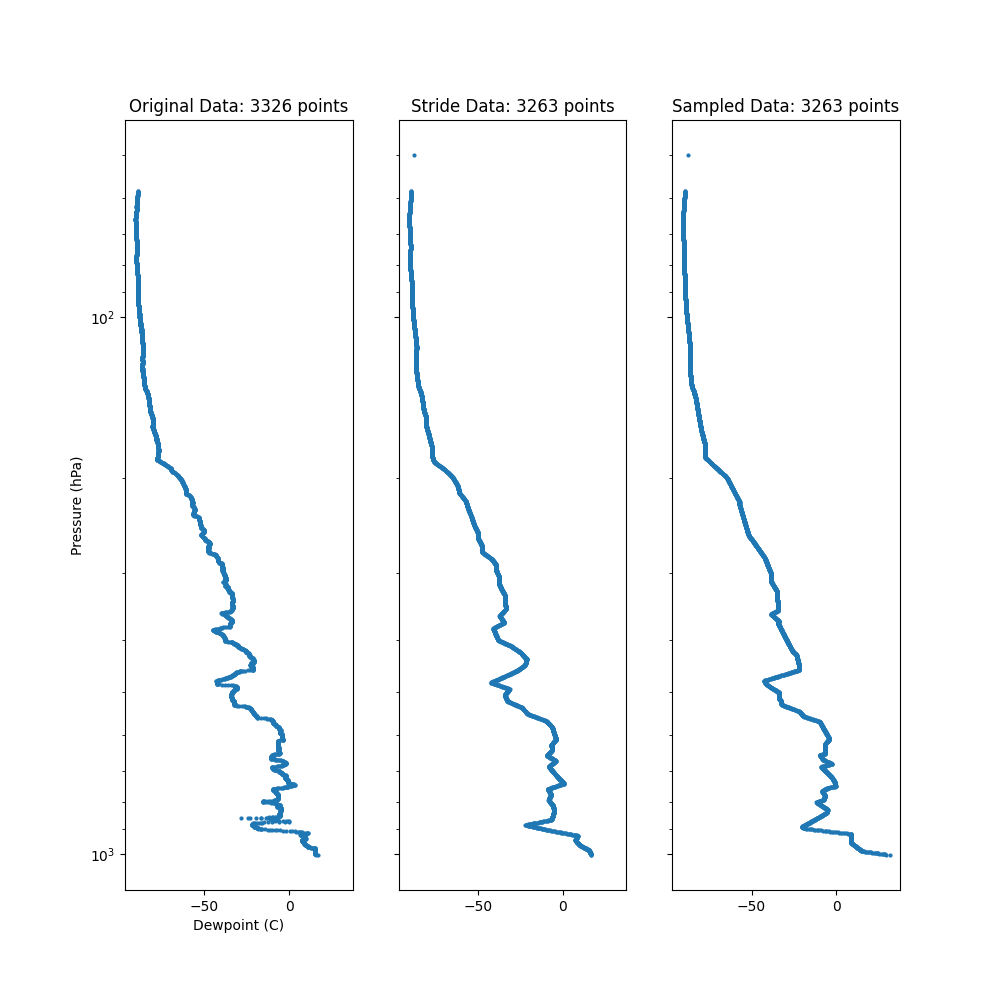 Original Data: 3326 points
Stride Data: 3263 points
Sampled Data: 3263 points
Pressure (hPa)
10²
10³
−50 0
−50 0
−50 0
Dewpoint (C)